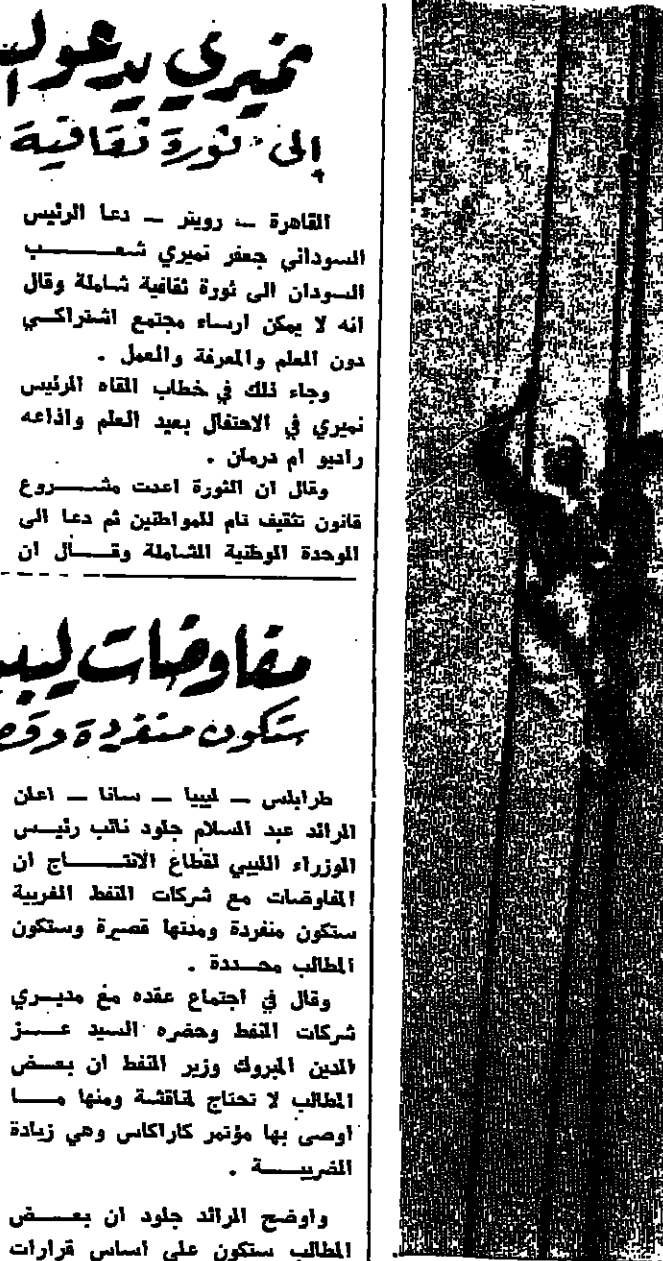 نميري يدعو
إلى ثورة ثقافية
القاهرة ــ رويتر ــ دعا الرئيس
السوداني جعفر نميري شعب
السودان الى ثورة ثقافية شاملة وقال
انه لا يمكن ارساء مجتمع اشتراكي
دون العلم والمعرفة والعمل .
وجاء ذلك في خطاب القاه الرئيس
نميري في الاحتفال بعيد العلم واذاعه
راديو ام درمان .
وقال ان الثورة اعدت مشروع
قانون تثقيف تام للمواطنين ثم دعا الى
الوحدة الوطنية الشاملة وقال ان
مفاوضات
ستكون منفردة
طرابلس ــ ليبيا ــ سانا ــ اعلن
الرائد عبد السلام جلود نائب رئيس
الوزراء الليبي لقطاع الانتاج ان
المفاوضات مع شركات النفط الغربية
ستكون منفردة ومدتها قصيرة وستكون
المطالب محددة .
وقال في اجتماع عقده مع مديري
شركات النفط وحضره السيد عز
الدين المبروك وزير النفط ان بعض
المطالب لا تحتاج لمناقشة ومنها ما
اوصى بها مؤتمر كاراكاس وهي زيادة
الضريبة .
واوضح الرائد جلود ان بعض
المطالب ستكون على اساس قرارات